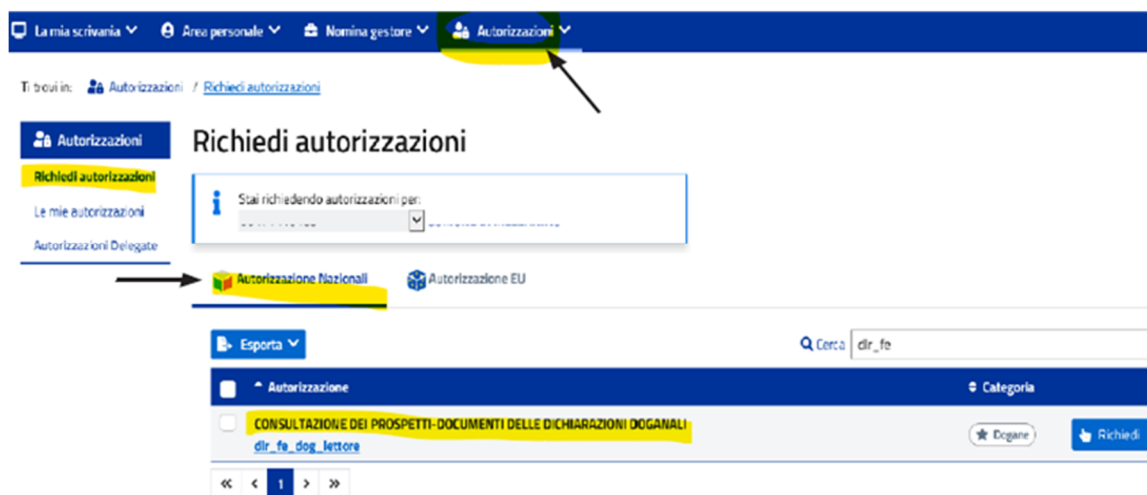 La mia scrivania Area personale Nomina gestore Autorizzazioni
Ti trovi in: Autorizzazioni / Richiedi autorizzazioni
Autorizzazioni
Richiedi autorizzazioni
Richiedi autorizzazioni
Le mie autorizzazioni
Autorizzazioni Delegate
Stai richiedendo autorizzazioni per:
Autorizzazione Nazionali Autorizzazione EU
Esporta Cerca dlr_fe
Autorizzazione Categoria
CONSULTAZIONE DEI PROSPETTI-DOCUMENTI DELLE DICHIARAZIONI DOGANALI
dlr_fe_dog_lettore
Dogane Richiedi
« < 1 > »